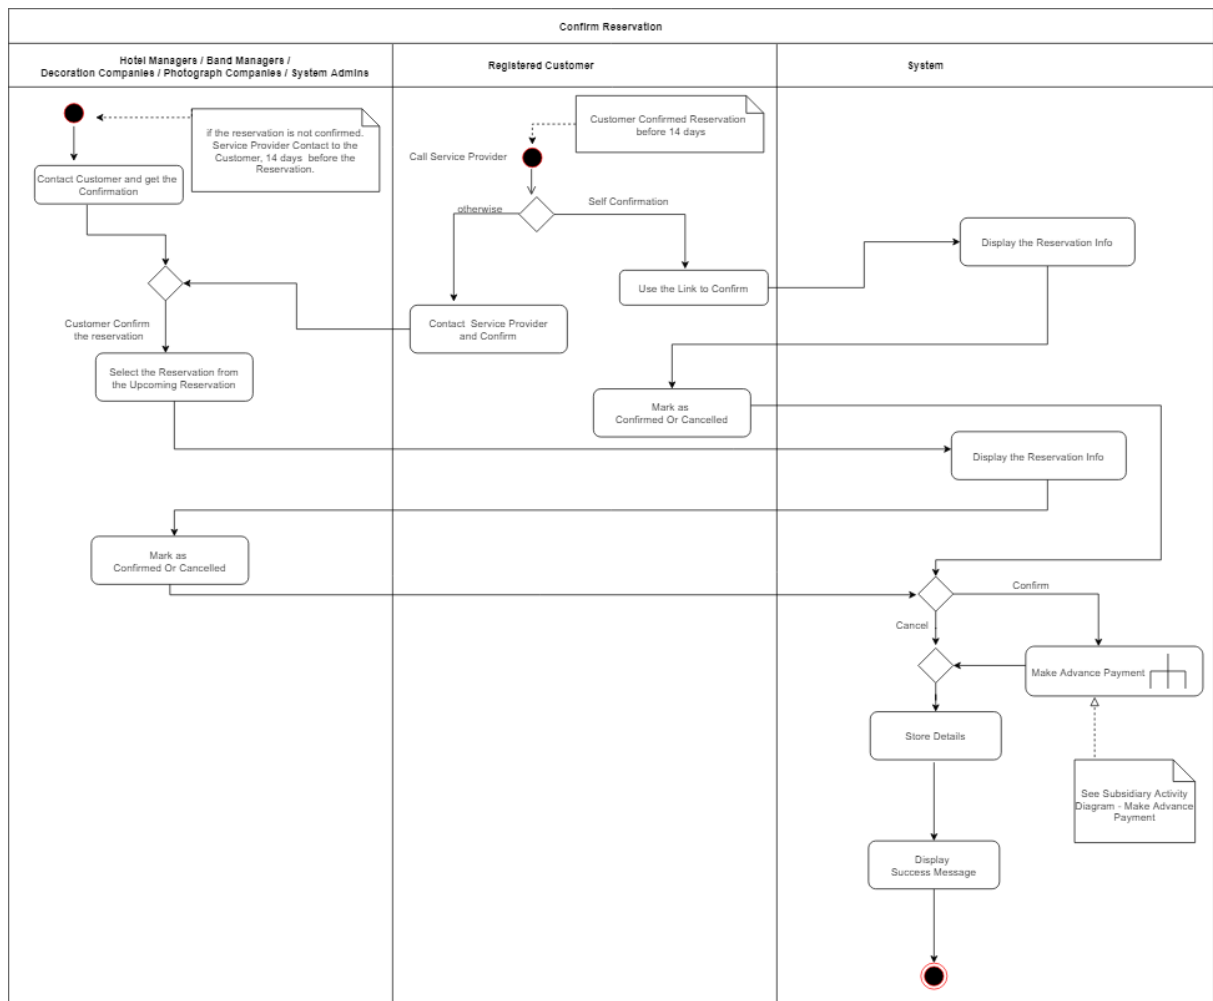 Confirm Reservation
Hotel Managers / Band Managers /
Decoration Companies / Photograph Companies / System Admins
Registered Customer
System
if the reservation is not confirmed.
Service Provider Contact to the
Customer, 14 days before the
Reservation.
Customer Confirmed Reservation
before 14 days
Call Service Provider
Contact Customer and get the
Confirmation
otherwise
Self Confirmation
Display the Reservation Info
Use the Link to Confirm
Contact Service Provider
and Confirm
Customer Confirm
the reservation
Select the Reservation from
the Upcoming Reservation
Mark as
Confirmed Or Cancelled
Display the Reservation Info
Mark as
Confirmed Or Cancelled
Confirm
Cancel
Make Advance Payment
Store Details
See Subsidiary Activity
Diagram - Make Advance
Payment
Display
Success Message